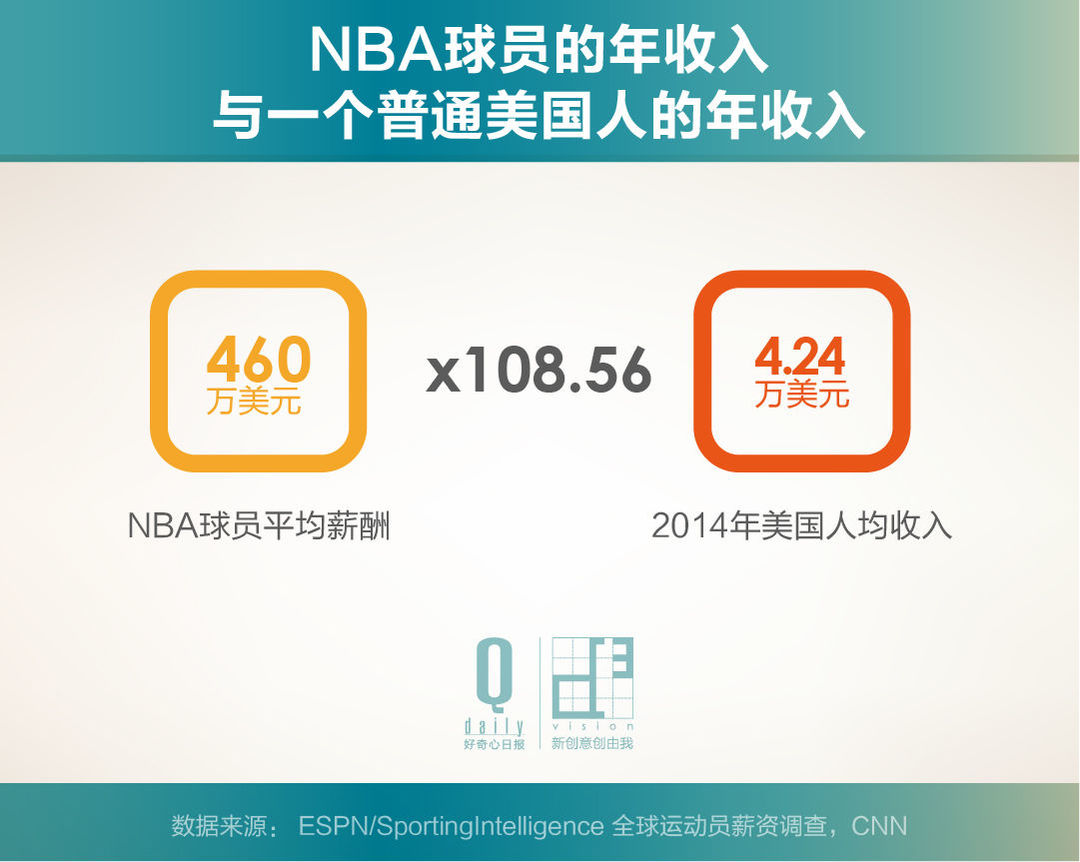 NBA球员的年收入
与一个普通美国人的年收入
460
万美元
x108.56
4.24
万美元
NBA球员平均薪酬
2014年美国人均收入
Q
daily
好奇心日报
vision
新创意创由我
数据来源： ESPN/SportingIntelligence 全球运动员薪资调查，CNN